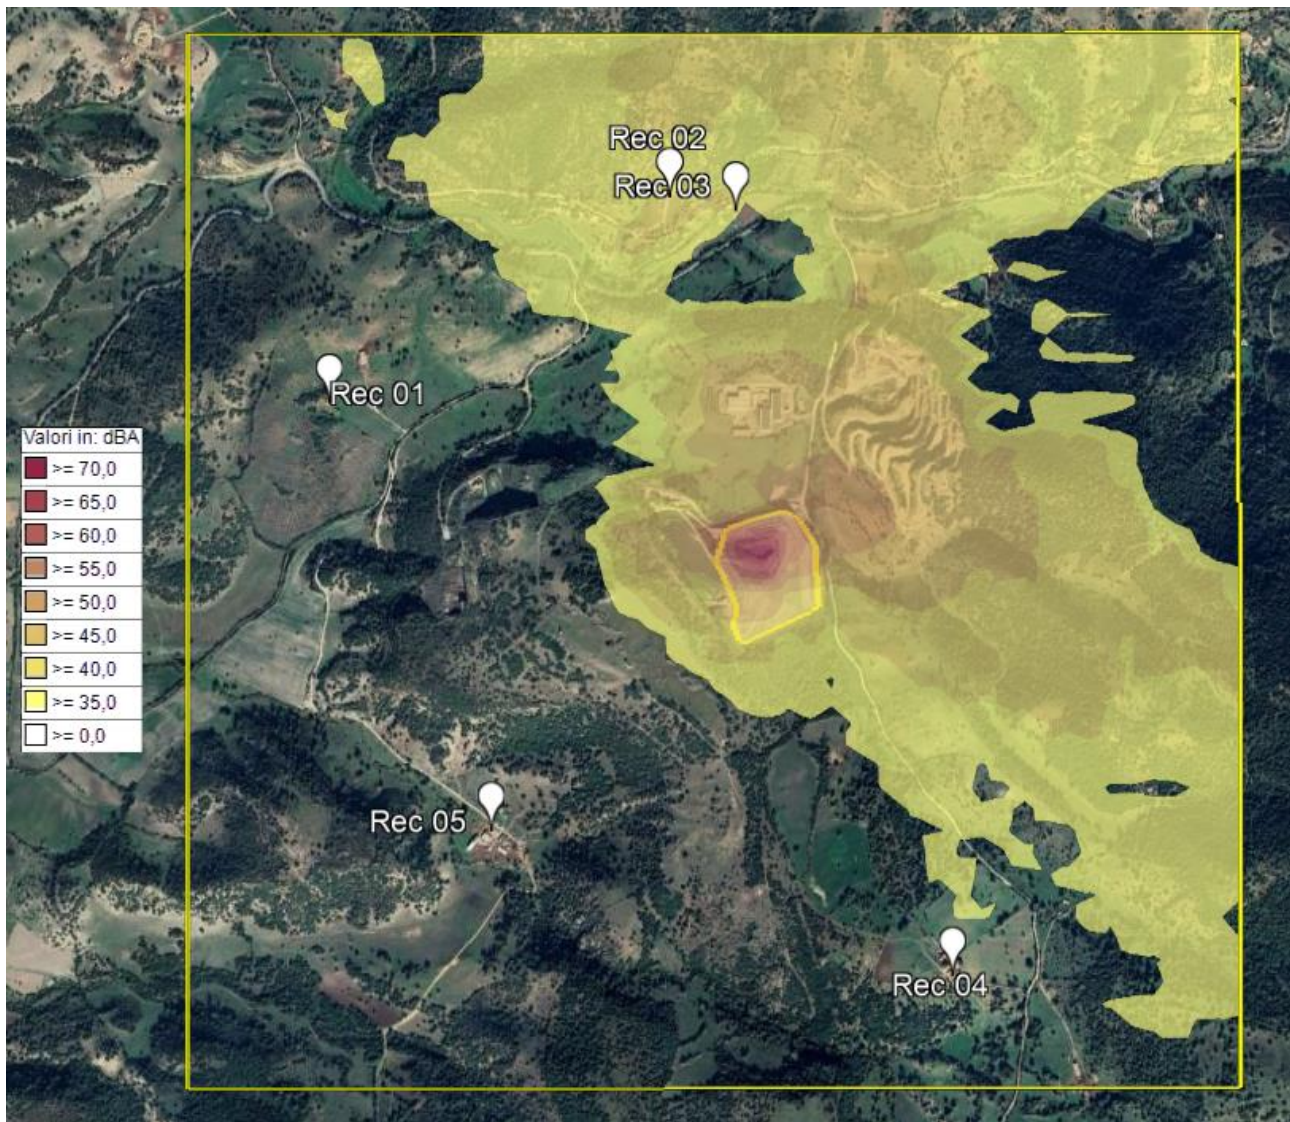 Rec 02
Rec 03
Rec 01
Valori in: dBA
>= 70,0
>= 65,0
>= 60,0
>= 55,0
>= 50,0
>= 45,0
>= 40,0
>= 35,0
>= 0,0
Rec 05
Rec 04